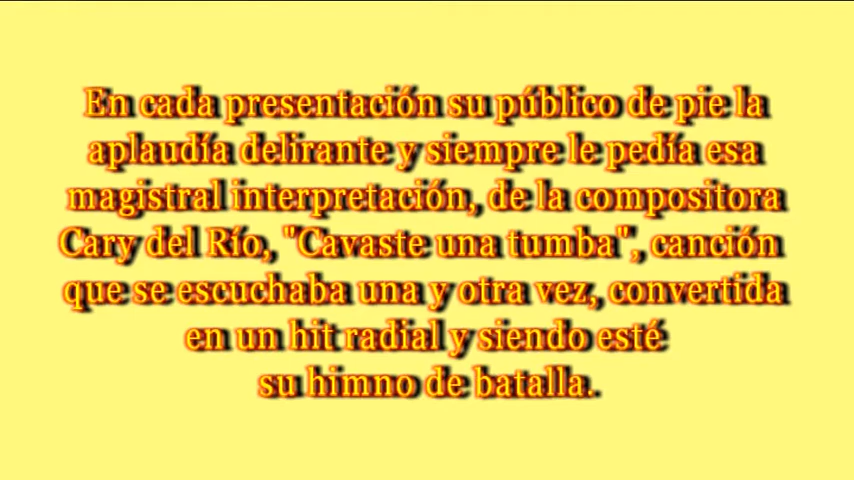 En cada presentación su público de pie la
aplaudía delirante y siempre le pedía esa
magistral interpretación, de la compositora
Cary del Río, "Cavaste una tumba", canción
que se escuchaba una y otra vez, convertida
en un hit radial y siendo esté
su himno de batalla..